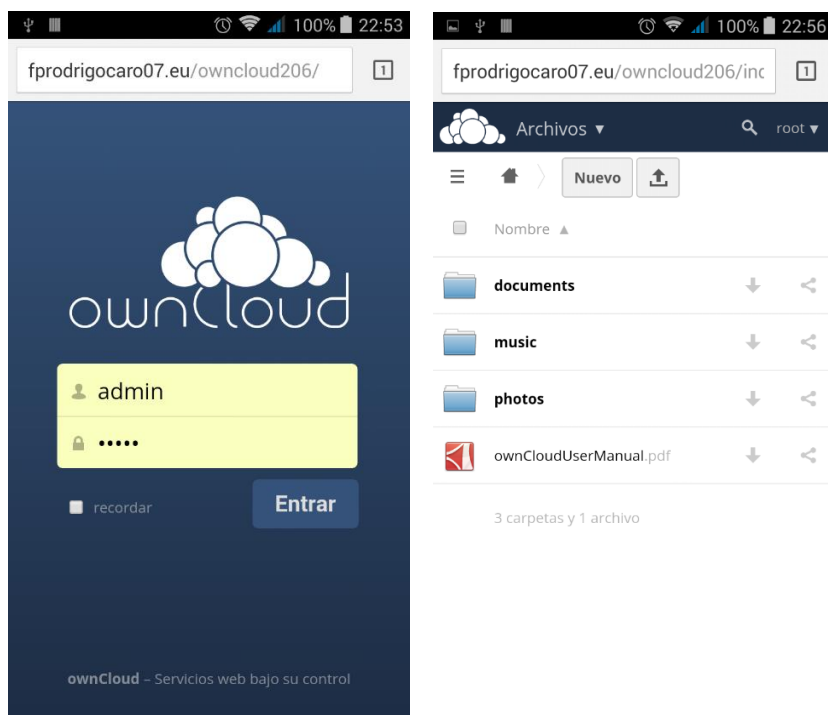 100% 22:53
fprodrigocaro07.eu/owncloud206/ 1
ownCloud
admin
•••••
recordar Entrar
ownCloud – Servicios web bajo su control
100% 22:56
fprodrigocaro07.eu/owncloud206/inc 1
Archivos ▼ root ▼
Nuevo
Nombre ▲
documents
music
photos
ownCloudUserManual.pdf
3 carpetas y 1 archivo